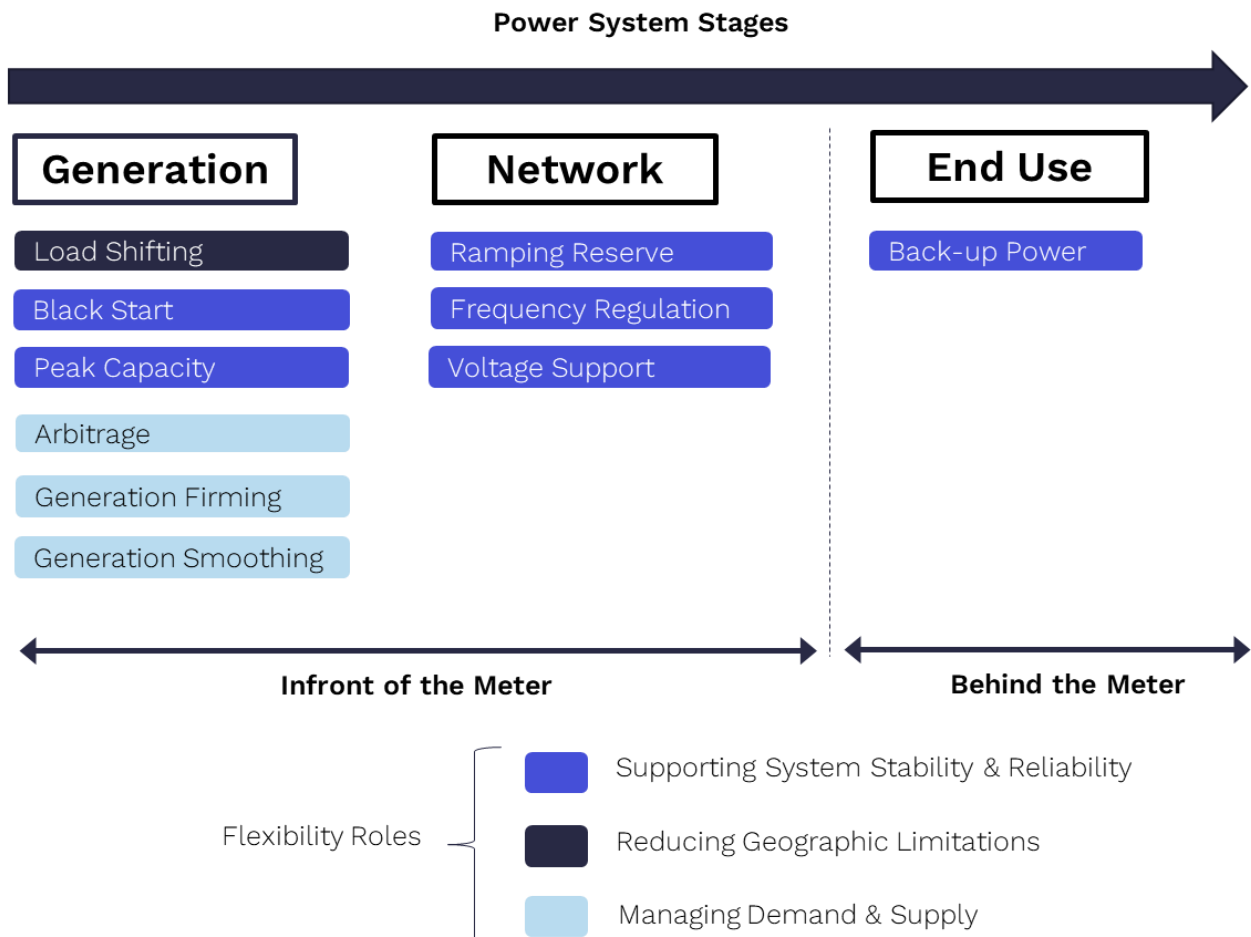 Power System Stages
Generation
Network
End Use
Load Shifting
Ramping Reserve
Back-up Power
Black Start
Frequency Regulation
Peak Capacity
Voltage Support
Arbitrage
Generation Firming
Generation Smoothing
Infront of the Meter
Behind the Meter
Flexibility Roles
Supporting System Stability & Reliability
Reducing Geographic Limitations
Managing Demand & Supply